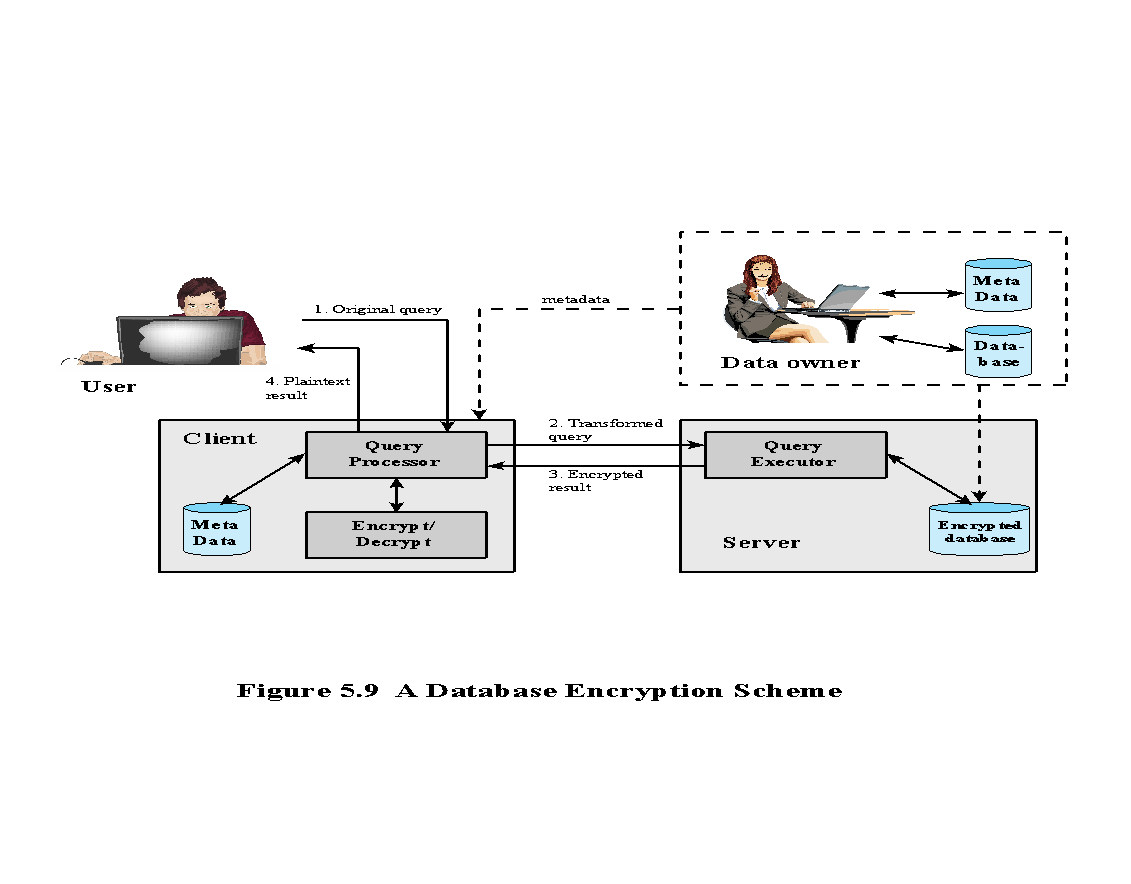 metadata
Meta
Data
1. Original query
Data-
base
Data owner
User
4. Plaintext
result
Client
Query
Processor
2. Transformed
query
3. Encrypted
result
Query
Executor
Meta
Data
Encrypt/
Decrypt
Server
Encrypted
database
Figure 5.9 A Database Encryption Scheme